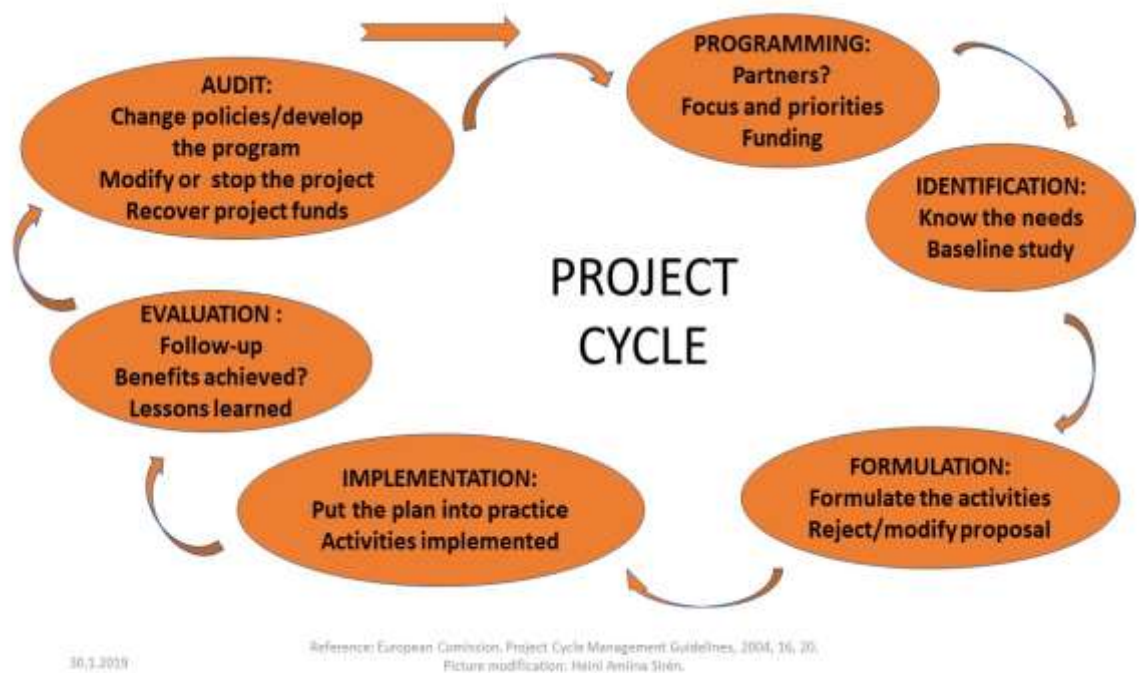 PROGRAMMING:
Partners?
Focus and priorities
Funding
IDENTIFICATION:
Know the needs
Baseline study
FORMULATION:
Formulate the activities
Reject/modify proposal
IMPLEMENTATION:
Put the plan into practice
Activities implemented
EVALUATION :
Follow-up
Benefits achieved?
Lessons learned
AUDIT:
Change policies/develop
the program
Modify or stop the project
Recover project funds
PROJECT
CYCLE
30.1.2019
Reference: European Comission. Project Cycle Management Guidelines, 2004, 16, 20.
Picture modification: Heini Amiina Sirén.